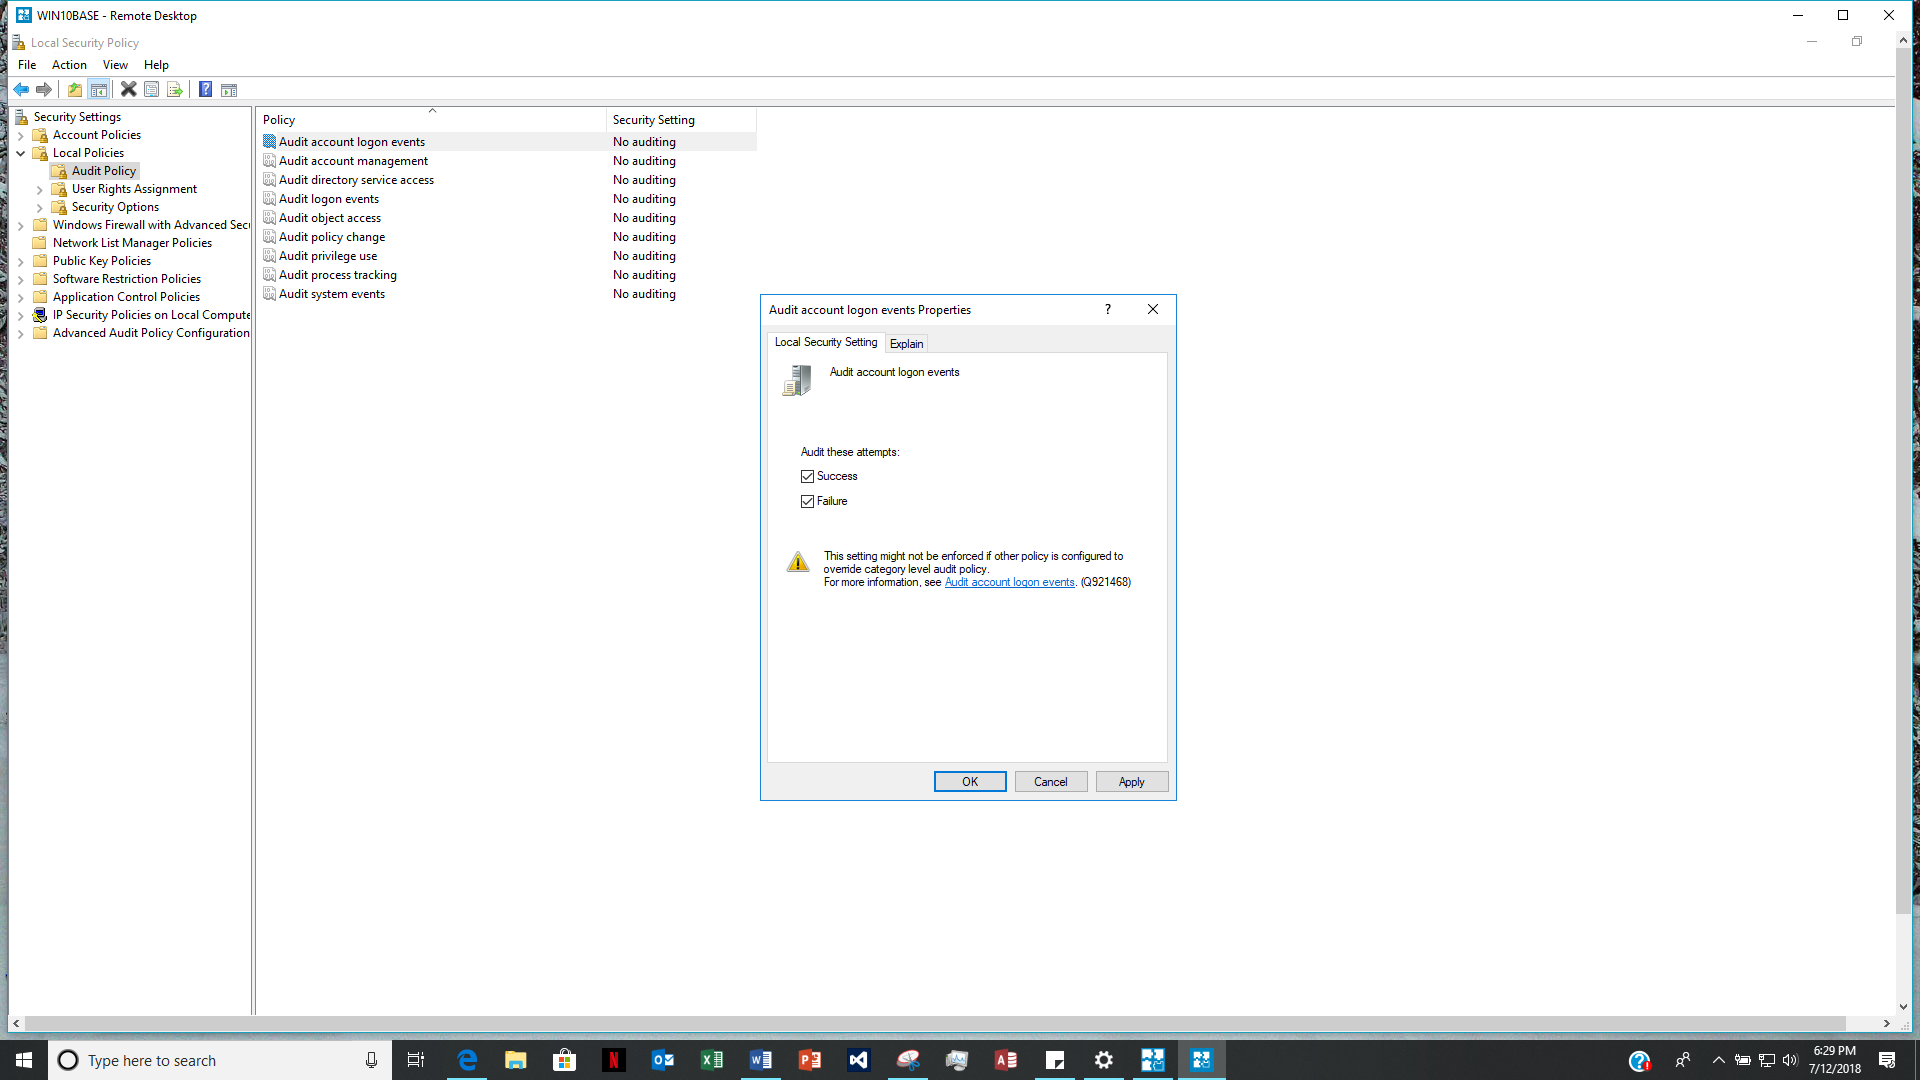 WIN10BASE - Remote Desktop
Local Security Policy
File Action View Help
Security Settings
Account Policies
Local Policies
Audit Policy
User Rights Assignment
Security Options
Windows Firewall with Advanced Secu
Network List Manager Policies
Public Key Policies
Software Restriction Policies
Application Control Policies
IP Security Policies on Local Compute
Advanced Audit Policy Configuration
Policy Security Setting
Audit account logon events No auditing
Audit account management No auditing
Audit directory service access No auditing
Audit logon events No auditing
Audit object access No auditing
Audit policy change No auditing
Audit privilege use No auditing
Audit process tracking No auditing
Audit system events No auditing
Audit account logon events Properties
Local Security Setting Explain
Audit account logon events
Audit these attempts:
Success
Failure
This setting might not be enforced if other policy is configured to
override category level audit policy.
For more information, see Audit account logon events. (Q921468)
OK Cancel Apply
Type here to search
6:29 PM
7/12/2018